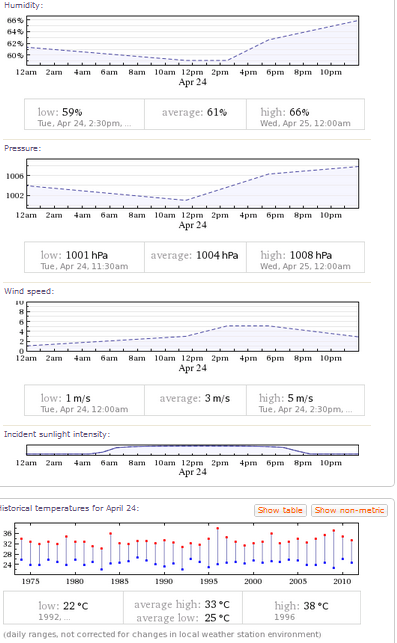 Humidity:
66%
64%
62%
60%
12am 2am 4am 6am 8am 10am 12pm 2pm 4pm 6pm 8pm 10pm
Apr 24
low: 59% average: 61% high: 66%
Tue, Apr 24, 2:30pm, ... Wed, Apr 25, 12:00am
Pressure:
1006
1002
12am 2am 4am 6am 8am 10am 12pm 2pm 4pm 6pm 8pm 10pm
Apr 24
low: 1001 hPa average: 1004 hPa high: 1008 hPa
Tue, Apr 24, 11:30am Wed, Apr 25, 12:00am
Wind speed:
10
8
6
4
2
0
12am 2am 4am 6am 8am 10am 12pm 2pm 4pm 6pm 8pm 10pm
Apr 24
low: 1 m/s average: 3 m/s high: 5 m/s
Tue, Apr 24, 12:00am Tue, Apr 24, 2:30pm, ...
Incident sunlight intensity:
12am 2am 4am 6am 8am 10am 12pm 2pm 4pm 6pm 8pm 10pm
Apr 24
Historical temperatures for April 24: Show table Show non-metric
36
32
28
24
1975 1980 1985 1990 1995 2000 2005 2010
low: 22 °C average high: 33 °C high: 38 °C
1992, ... average low: 25 °C 1996
(daily ranges, not corrected for changes in local weather station environment)